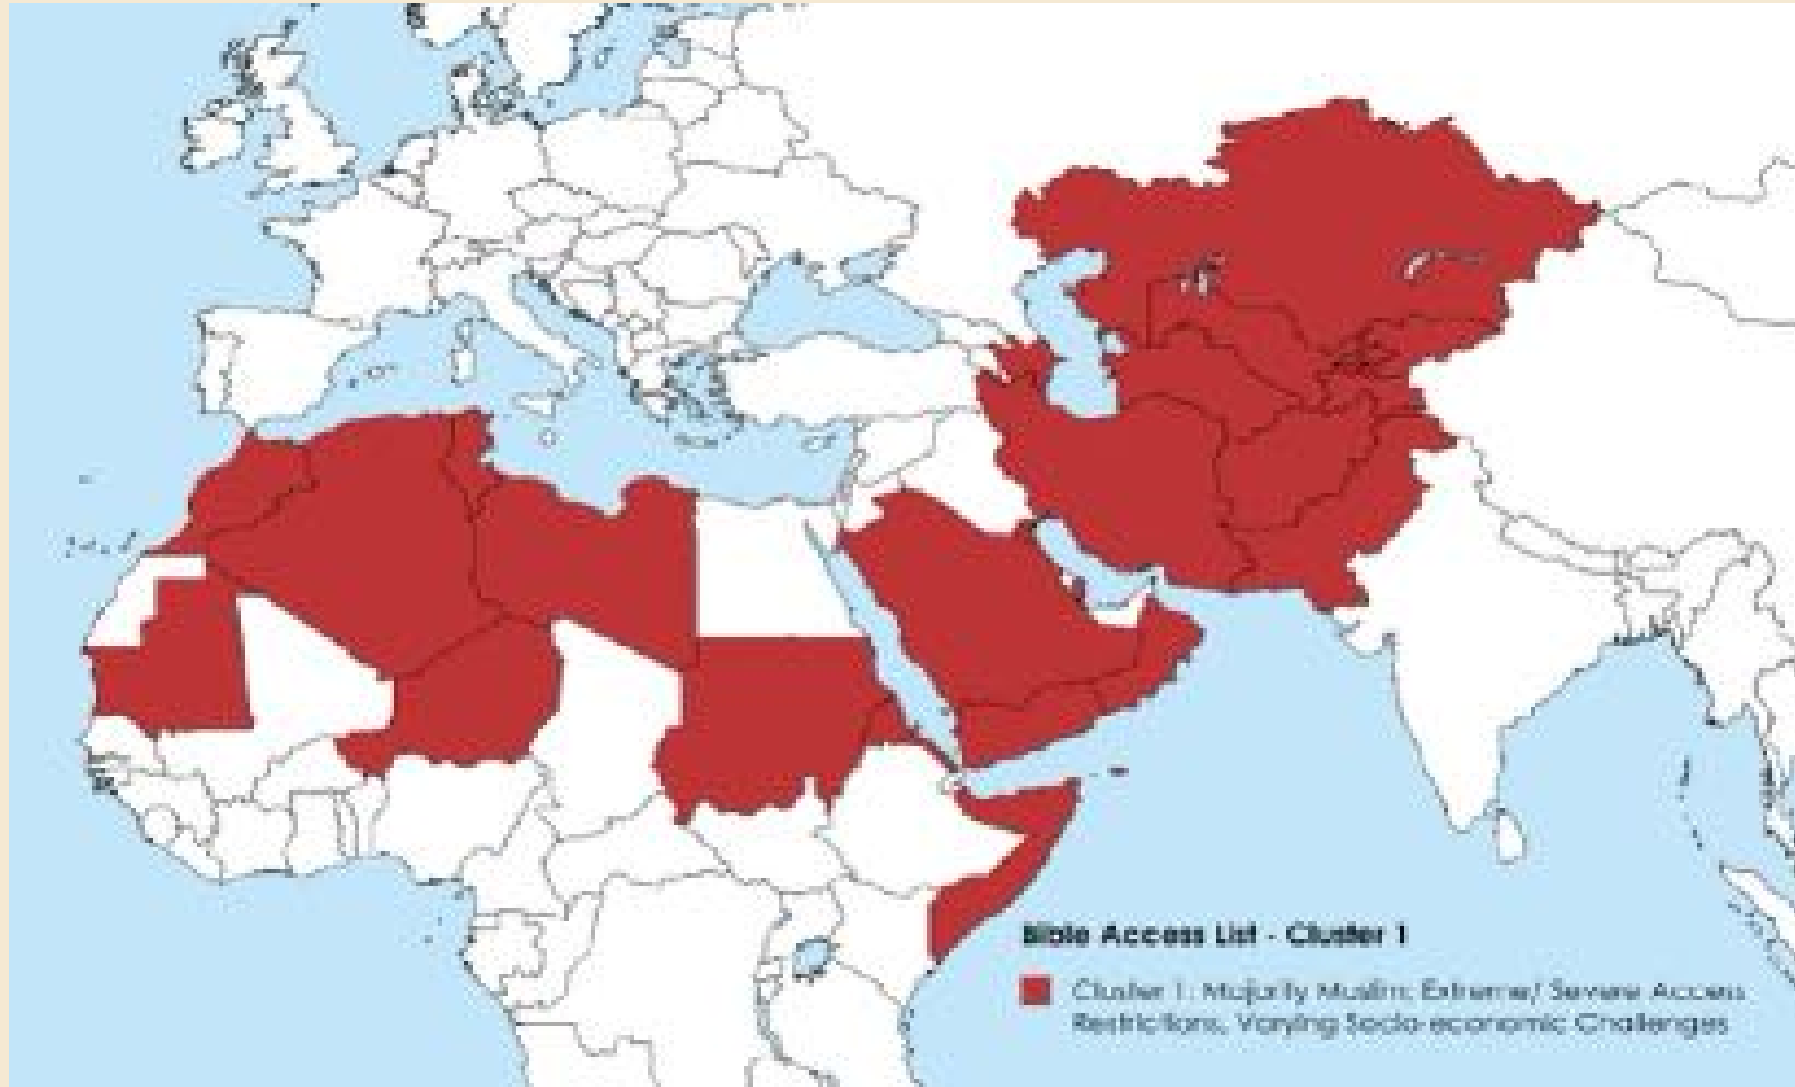 Bible Access List - Cluster 1
Cluster 1: Majority Muslim; Extreme/ Severe Access
Restrictions, Varying Socio-economic Challenges